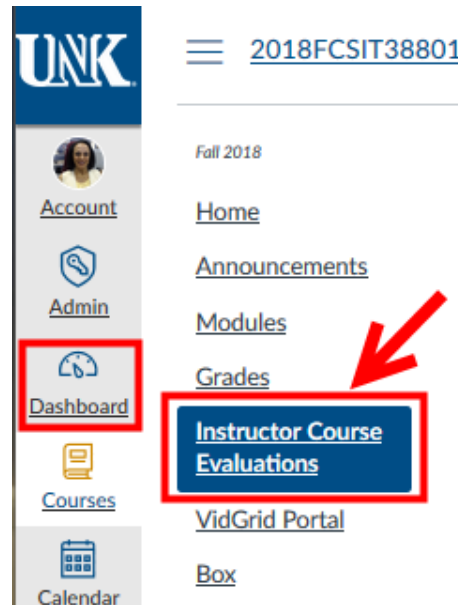 UNK
Account
Admin
Dashboard
Courses
Calendar
2018FCSIT38801
Fall 2018
Home
Announcements
Modules
Grades
Instructor Course
Evaluations
VidGrid Portal
Box